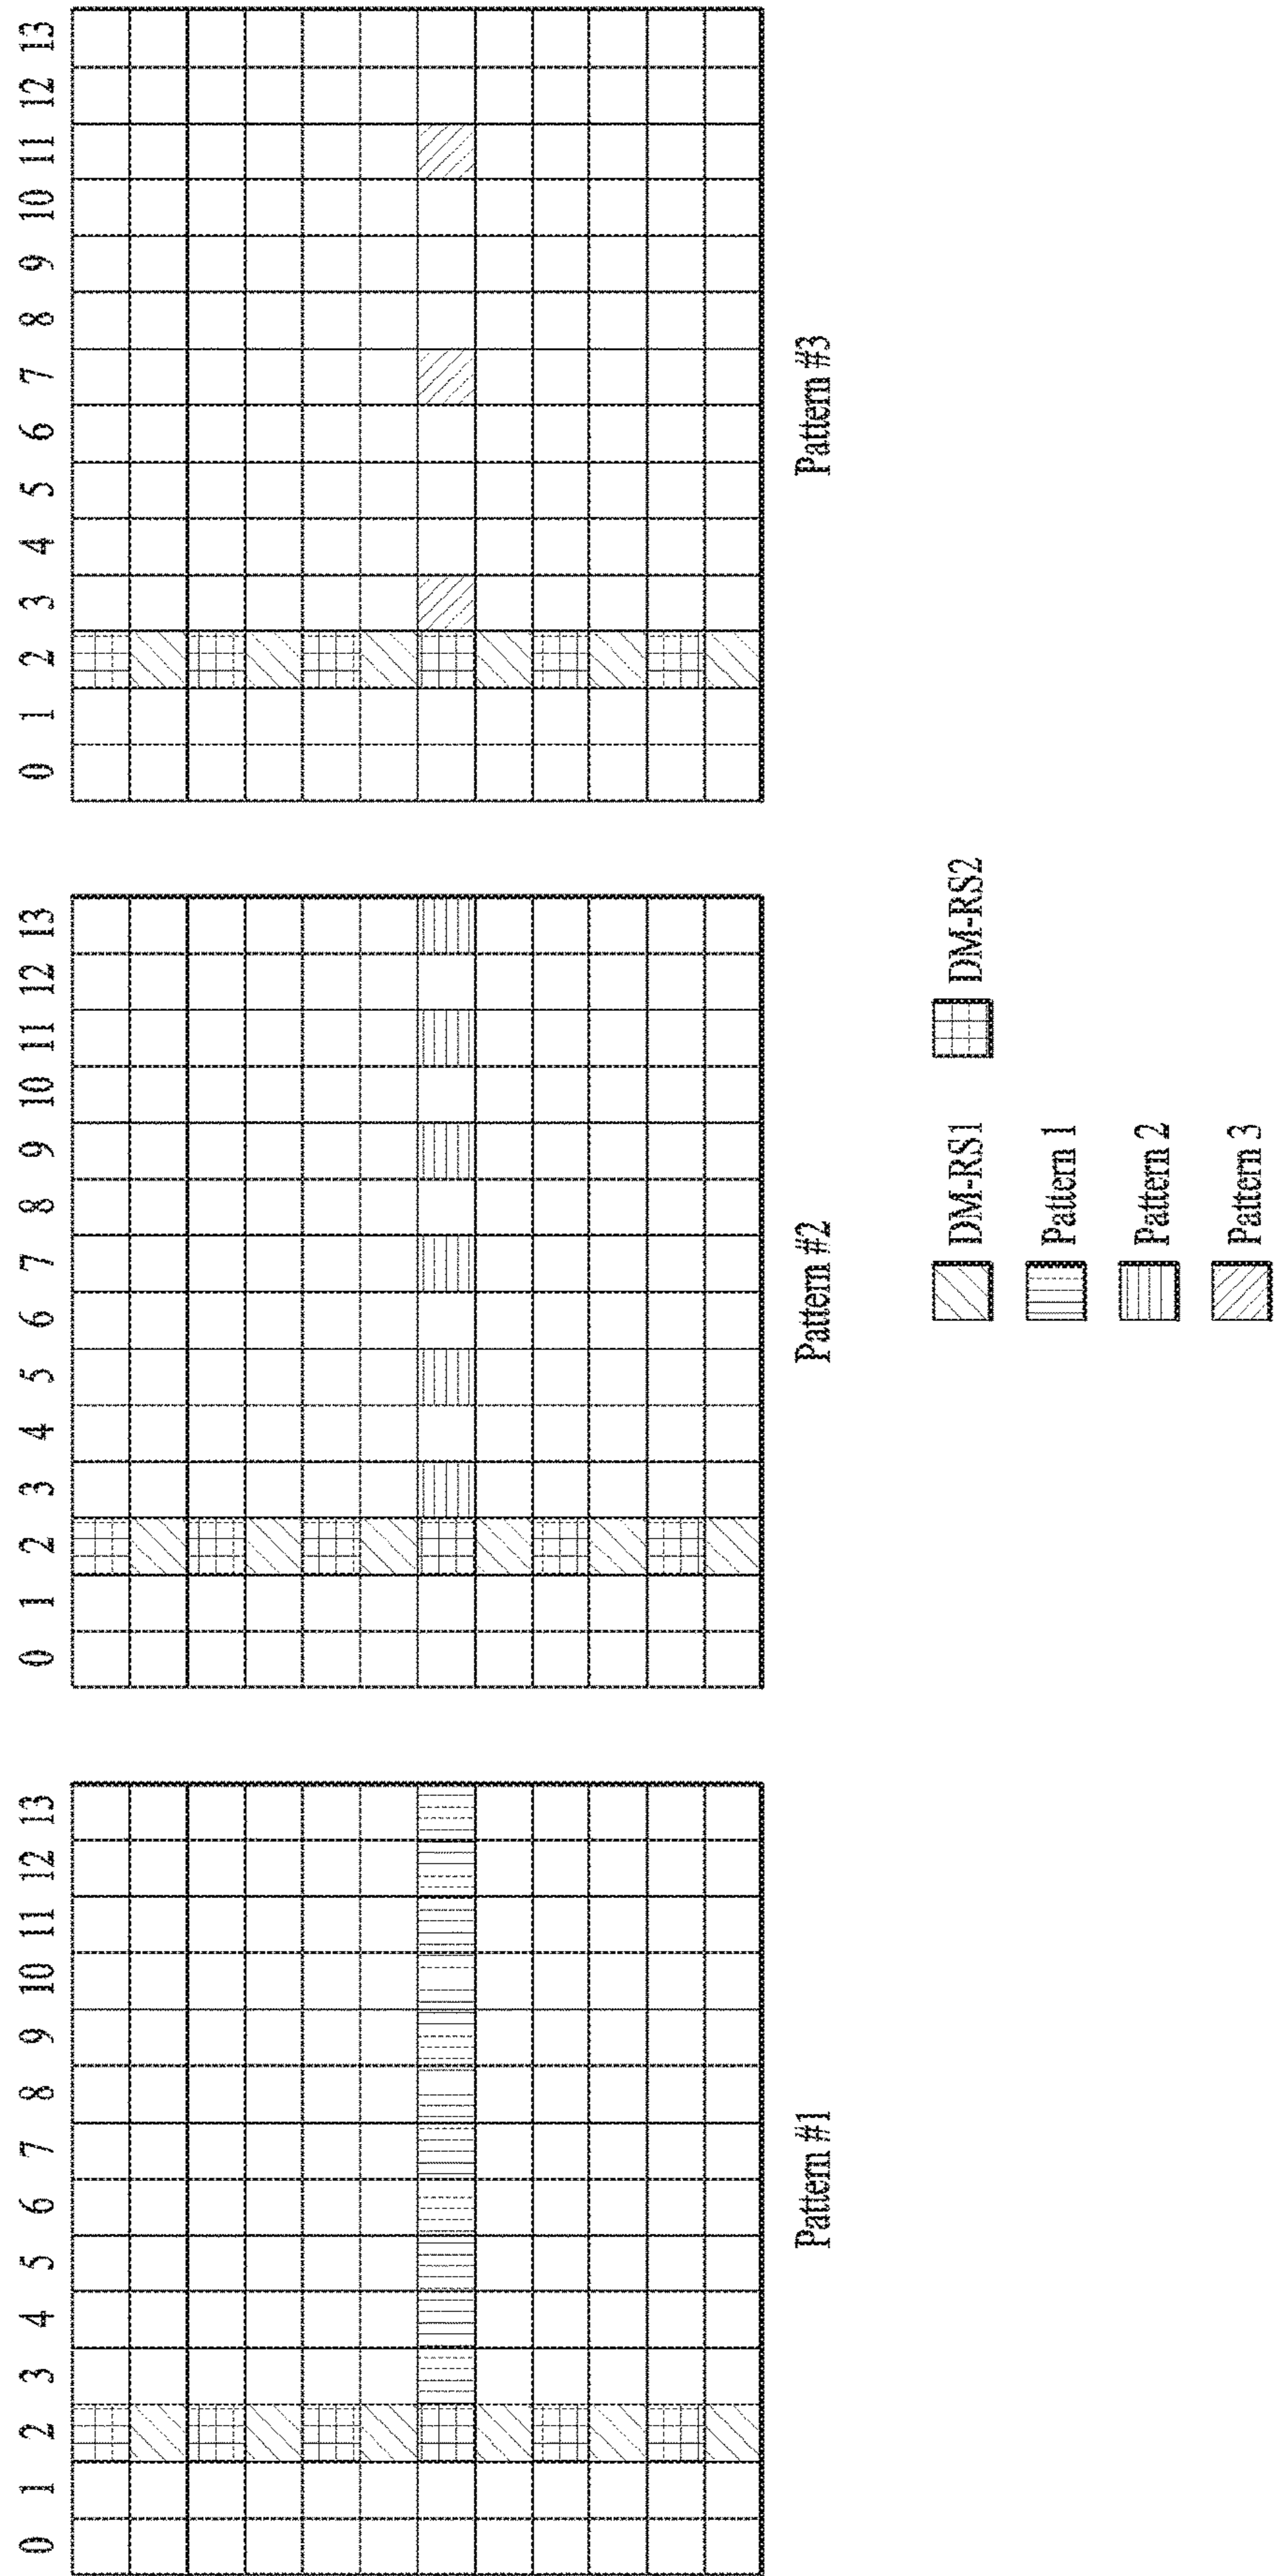 0 1 2 3 4 5 6 7 8 9 10 11 12 13
Pattern #1
0 1 2 3 4 5 6 7 8 9 10 11 12 13
Pattern #2
0 1 2 3 4 5 6 7 8 9 10 11 12 13
Pattern #3
DM-RS1 DM-RS2
Pattern 1
Pattern 2
Pattern 3